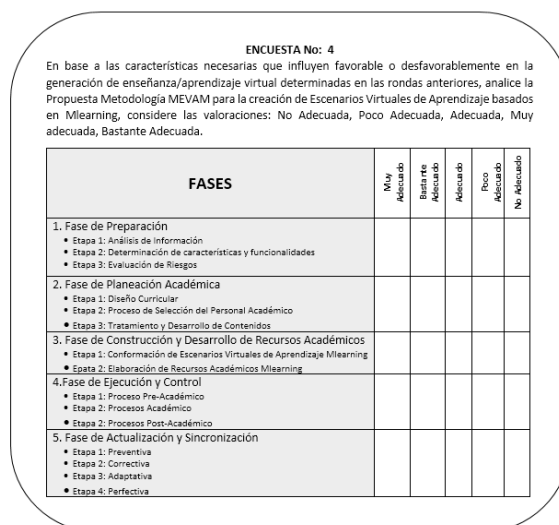 ENCUESTA No: 4
En base a las características necesarias que influyen favorable o desfavorablemente en la
generación de enseñanza/aprendizaje virtual determinadas en las rondas anteriores, analice la
Propuesta Metodología MEVAM para la creación de Escenarios Virtuales de Aprendizaje basados
en Mlearning, considere las valoraciones: No Adecuada, Poco Adecuada, Adecuada, Muy
adecuada, Bastante Adecuada.
FASES
Muy
Adecuado
Bastante
Adecuado
Adecuado
Poco
Adecuado
No Adecuado
1. Fase de Preparación
• Etapa 1: Análisis de Información
• Etapa 2: Determinación de características y funcionalidades
• Etapa 3: Evaluación de Riesgos
2. Fase de Planeación Académica
• Etapa 1: Diseño Curricular
• Etapa 2: Proceso de Selección del Personal Académico
• Etapa 3: Tratamiento y Desarrollo de Contenidos
3. Fase de Construcción y Desarrollo de Recursos Académicos
• Etapa 1: Conformación de Escenarios Virtuales de Aprendizaje Mlearning
• Epata 2: Elaboración de Recursos Académicos Mlearning
4.Fase de Ejecución y Control
• Etapa 1: Proceso Pre-Académico
• Etapa 2: Procesos Académico
• Etapa 2: Procesos Post-Académico
5. Fase de Actualización y Sincronización
• Etapa 1: Preventiva
• Etapa 2: Correctiva
• Etapa 3: Adaptativa
• Etapa 4: Perfectiva